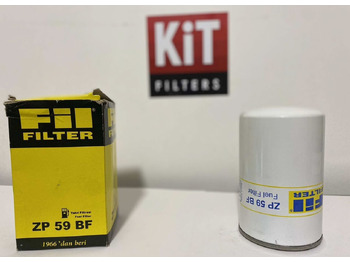 KiT
FILTERS
Fil
FILTER
Yakıt Filtresi
Fuel Filter
ZP 59 BF
1966 'dan beri
Fil
FILTER
ZP 59 BF
Fuel Filter